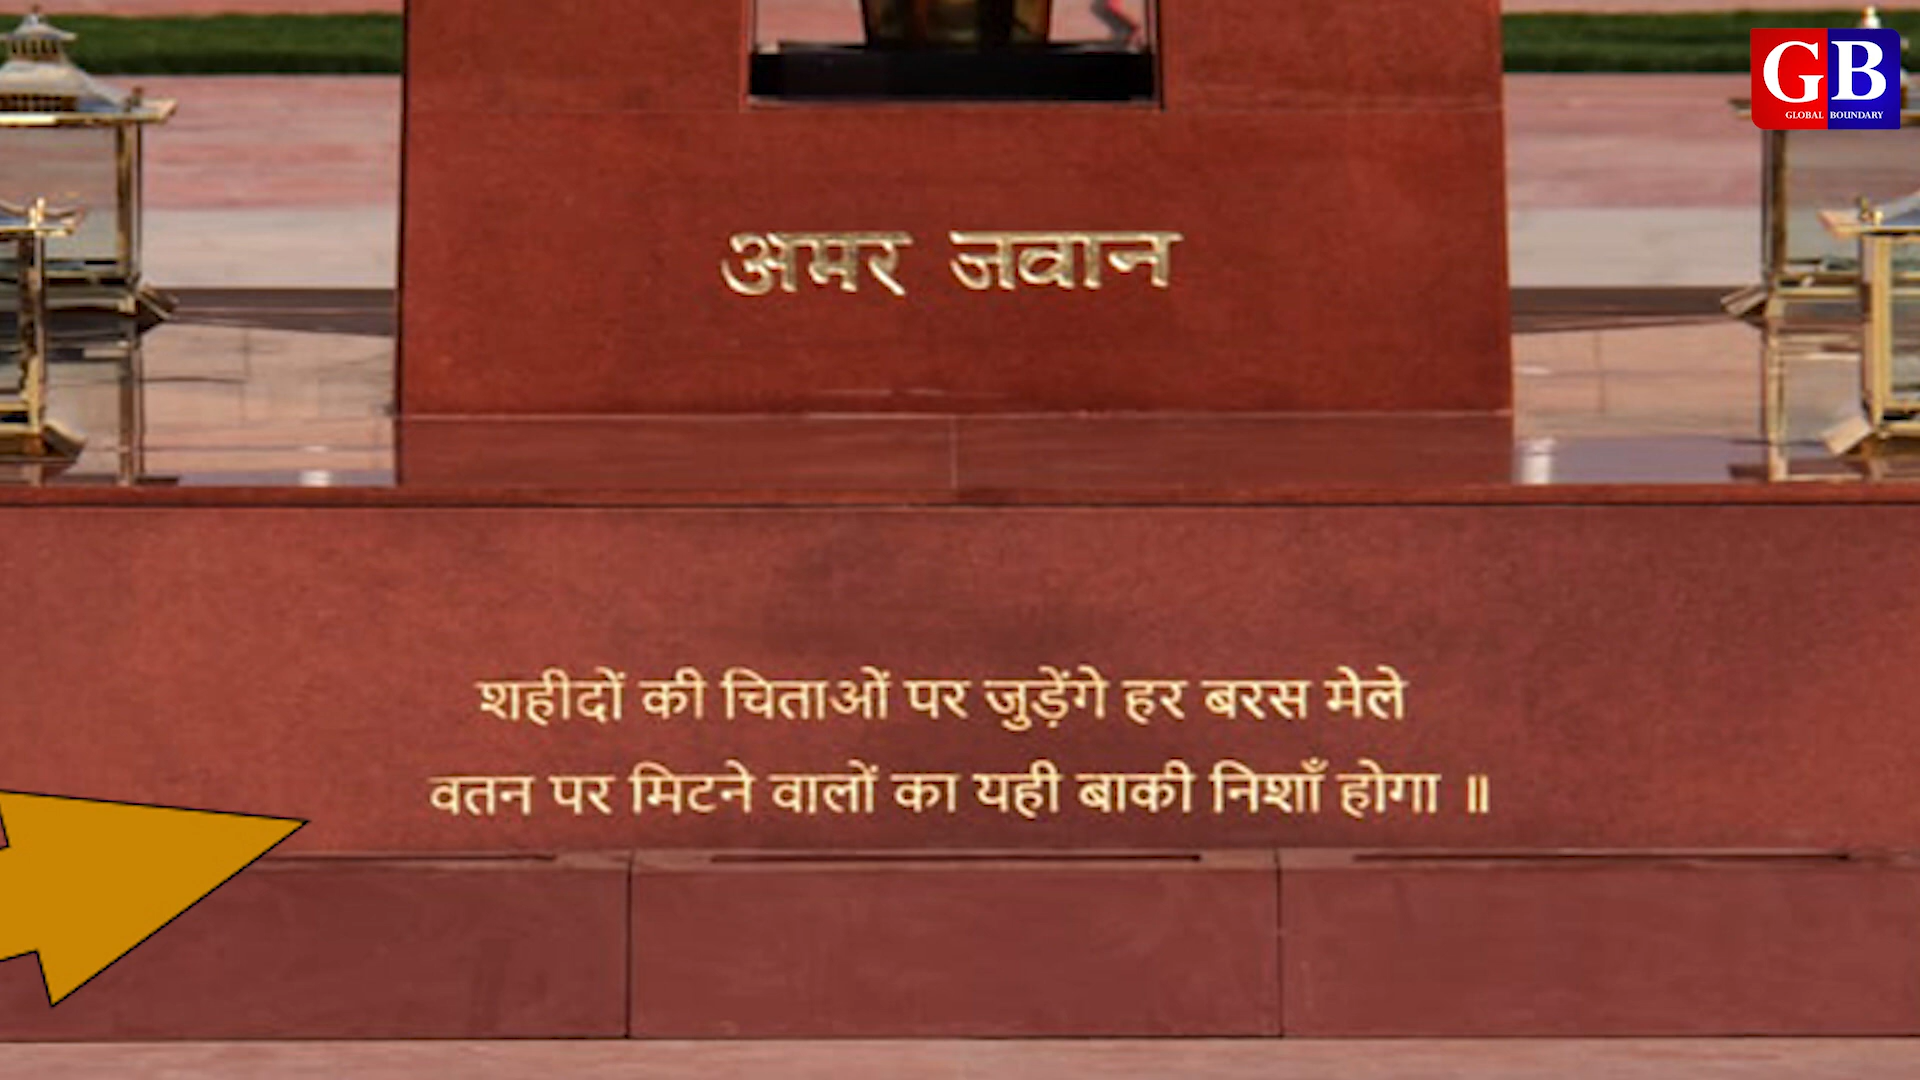 GB
GLOBAL BOUNDARY
अमर जवान
शहीदों की चिताओं पर जुड़ेंगे हर बरस मेले
वतन पर मिटने वालों का यही बाकी निशाँ होगा ॥